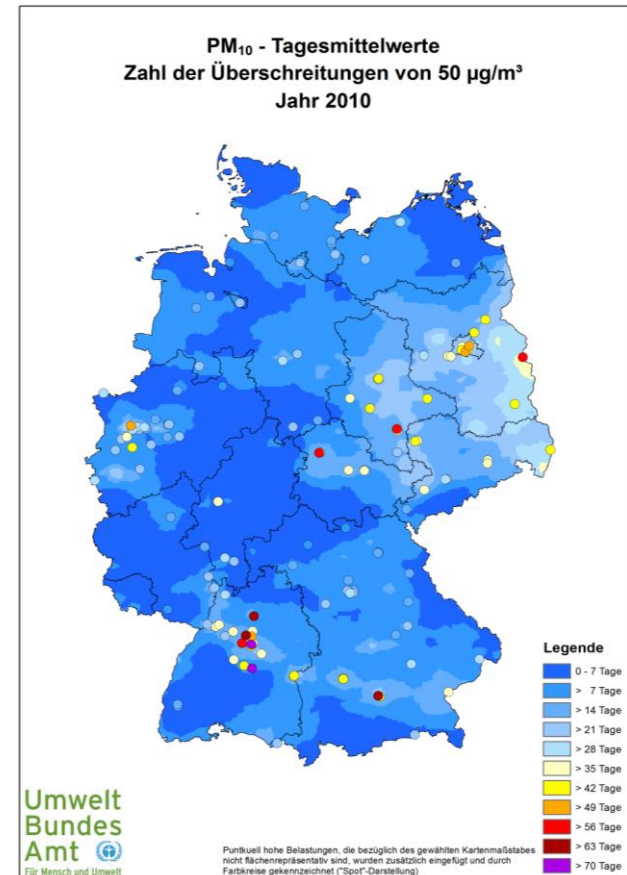 PM₁₀ - Tagesmittelwerte
Zahl der Überschreitungen von 50 µg/m³
Jahr 2010
Legende
0 - 7 Tage
> 7 Tage
> 14 Tage
> 21 Tage
> 28 Tage
> 35 Tage
> 42 Tage
> 49 Tage
> 56 Tage
> 63 Tage
> 70 Tage
Umwelt
Bundes
Amt
Für Mensch und Umwelt
Punktuell hohe Belastungen, die bezüglich des gewählten Kartenmaßstabes
nicht flächenrepräsentativ sind, wurden zusätzlich eingefügt und durch
Farbkreise gekennzeichnet ("Spot"-Darstellung)